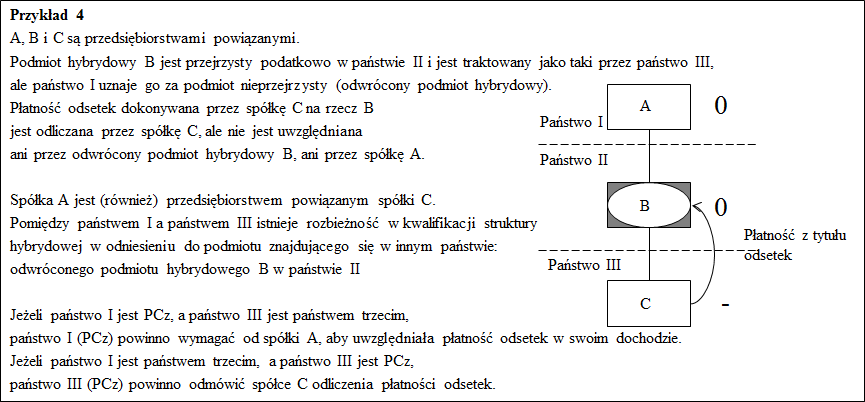 Przykład 4
A, B i C są przedsiębiorstwami powiązanymi.
Podmiot hybrydowy B jest przejrzysty podatkowo w państwie II i jest traktowany jako taki przez państwo III,
ale państwo I uznaje go za podmiot nieprzejrzysty (odwrócony podmiot hybrydowy).
Płatność odsetek dokonywana przez spółkę C na rzecz B
jest odliczana przez spółkę C, ale nie jest uwzględniana
ani przez odwrócony podmiot hybrydowy B, ani przez spółkę A.
Spółka A jest (również) przedsiębiorstwem powiązanym spółki C.
Pomiędzy państwem I a państwem III istnieje rozbieżność w kwalifikacji struktury
hybrydowej w odniesieniu do podmiotu znajdującego się w innym państwie:
odwróconego podmiotu hybrydowego B w państwie II
Jeżeli państwo I jest PCz, a państwo III jest państwem trzecim,
państwo I (PCz) powinno wymagać od spółki A, aby uwzględniała płatność odsetek w swoim dochodzie.
Jeżeli państwo I jest państwem trzecim, a państwo III jest PCz,
państwo III (PCz) powinno odmówić spółce C odliczenia płatności odsetek.
A 0
Państwo I
Państwo II
B 0
Płatność z tytułu
odsetek
Państwo III
C -